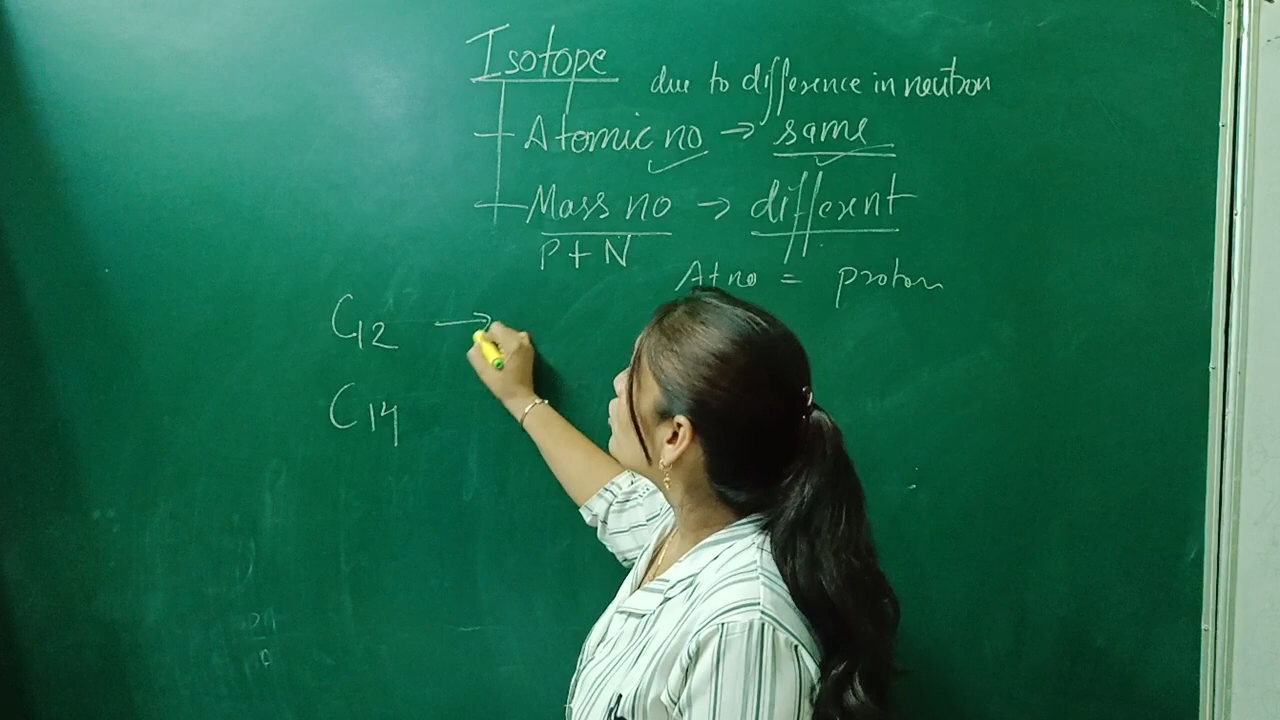 Isotope
due to difference in neutron
Atomic no → same
Mass no → different
P + N
At no = proton
C12 →
C14